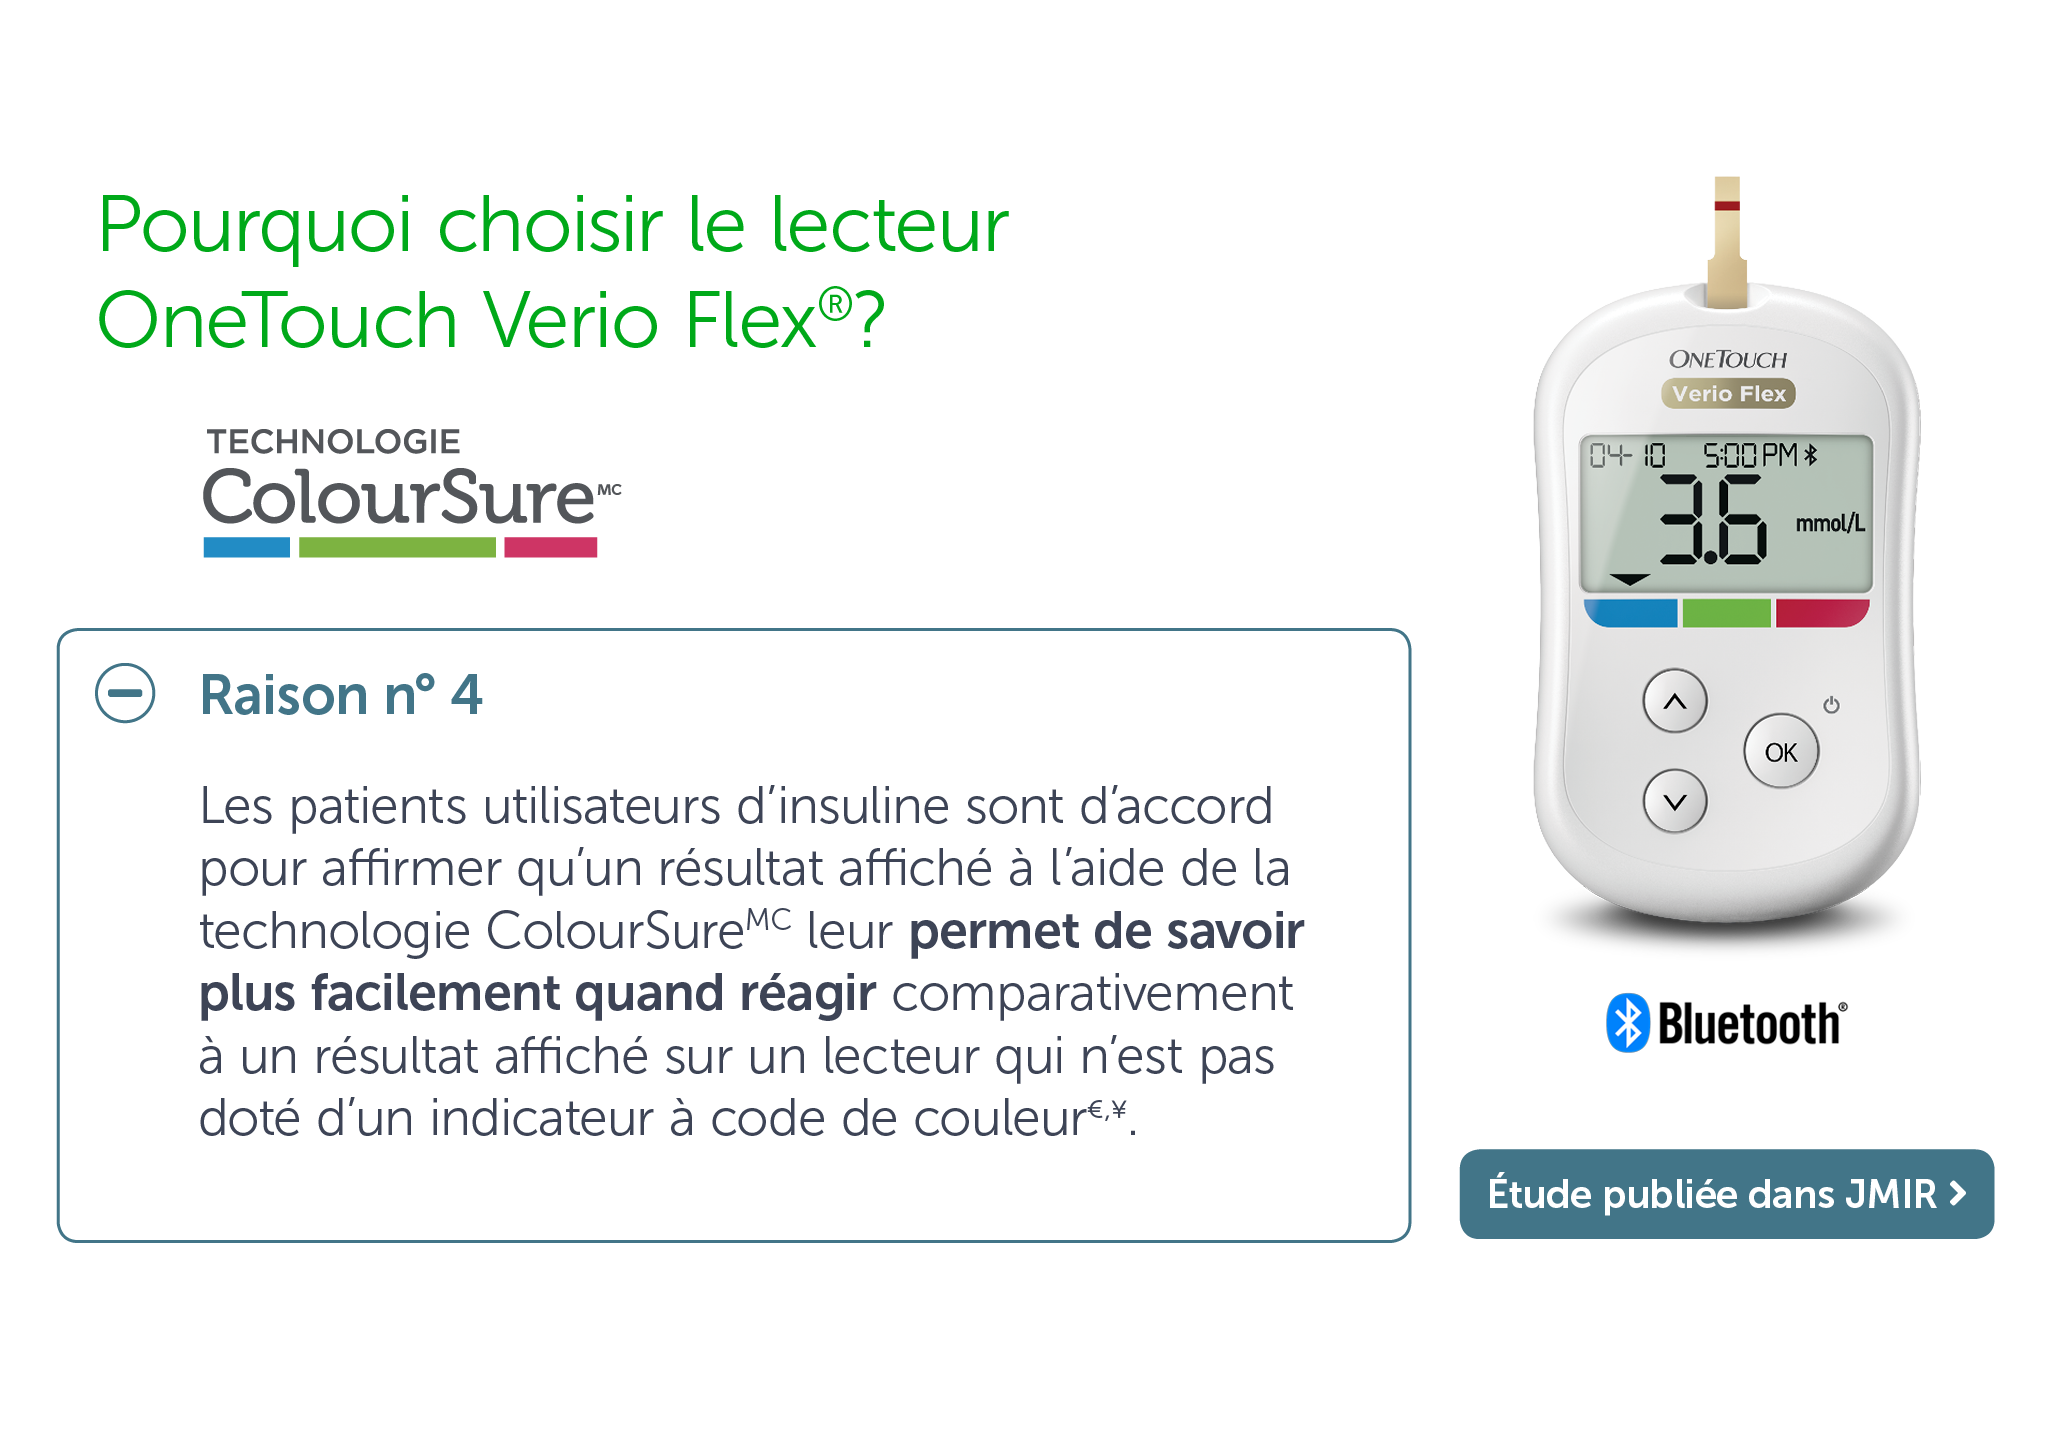 Pourquoi choisir le lecteur
OneTouch Verio Flex®?
TECHNOLOGIE
ColourSure MC
Raison n° 4
Les patients utilisateurs d’insuline sont d’accord
pour affirmer qu’un résultat affiché à l’aide de la
technologie ColourSureMC leur permet de savoir
plus facilement quand réagir comparativement
à un résultat affiché sur un lecteur qui n’est pas
doté d’un indicateur à code de couleur€,¥.
ONETOUCH
Verio Flex
04-10 5:00 PM
3.6 mmol/L
OK
Bluetooth®
Étude publiée dans JMIR >